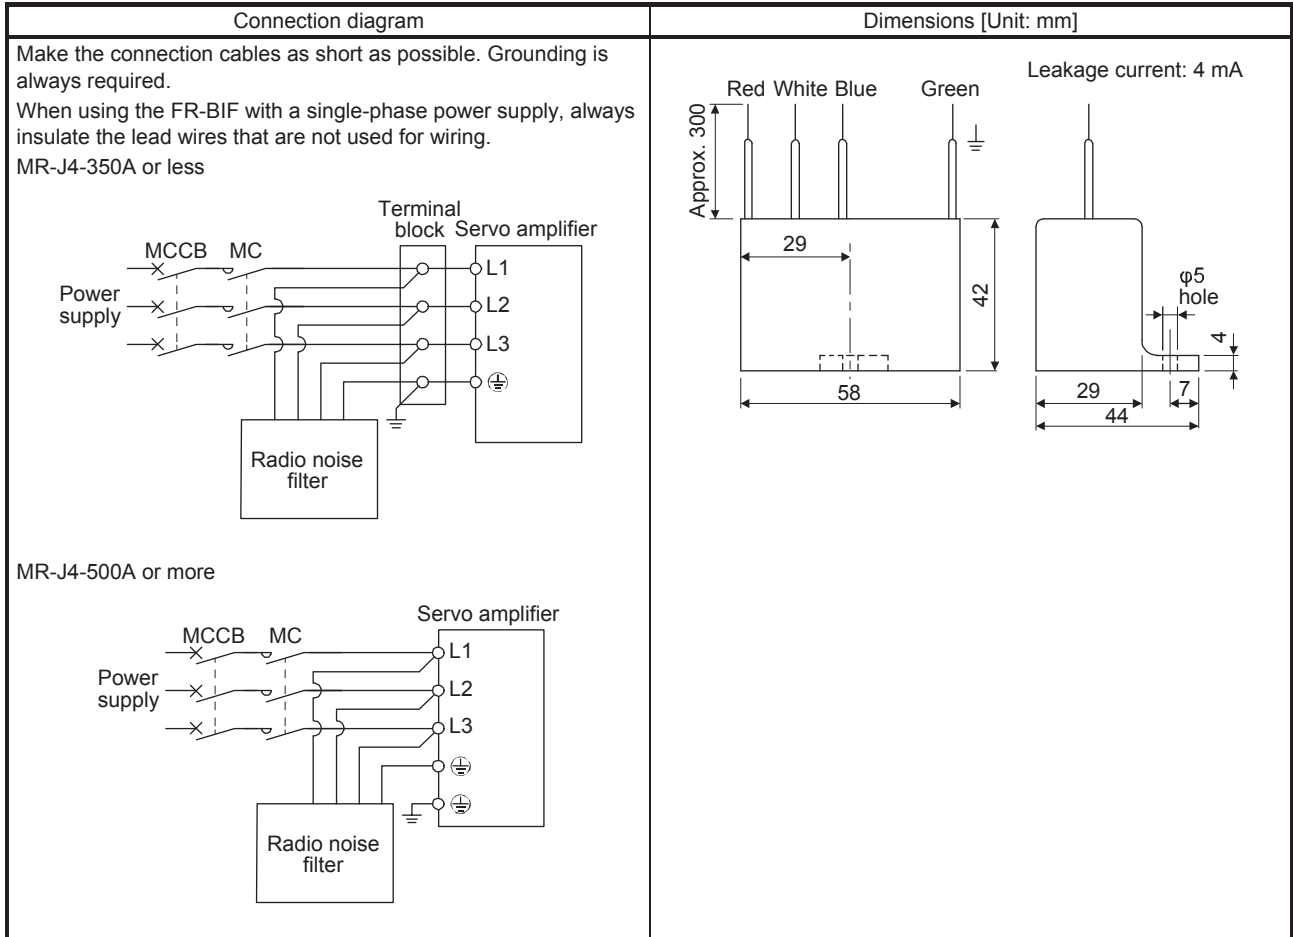 Connection diagram
Dimensions [Unit: mm]
Make the connection cables as short as possible. Grounding is
always required.
When using the FR-BIF with a single-phase power supply, always
insulate the lead wires that are not used for wiring.
MR-J4-350A or less
Terminal
block
Servo amplifier
MCCB
MC
Power
supply
L1
L2
L3
Radio noise
filter
MR-J4-500A or more
Servo amplifier
MCCB
MC
Power
supply
L1
L2
L3
Radio noise
filter
Leakage current: 4 mA
Red
White
Blue
Green
Approx. 300
29
42
58
φ5
hole
4
29
7
44